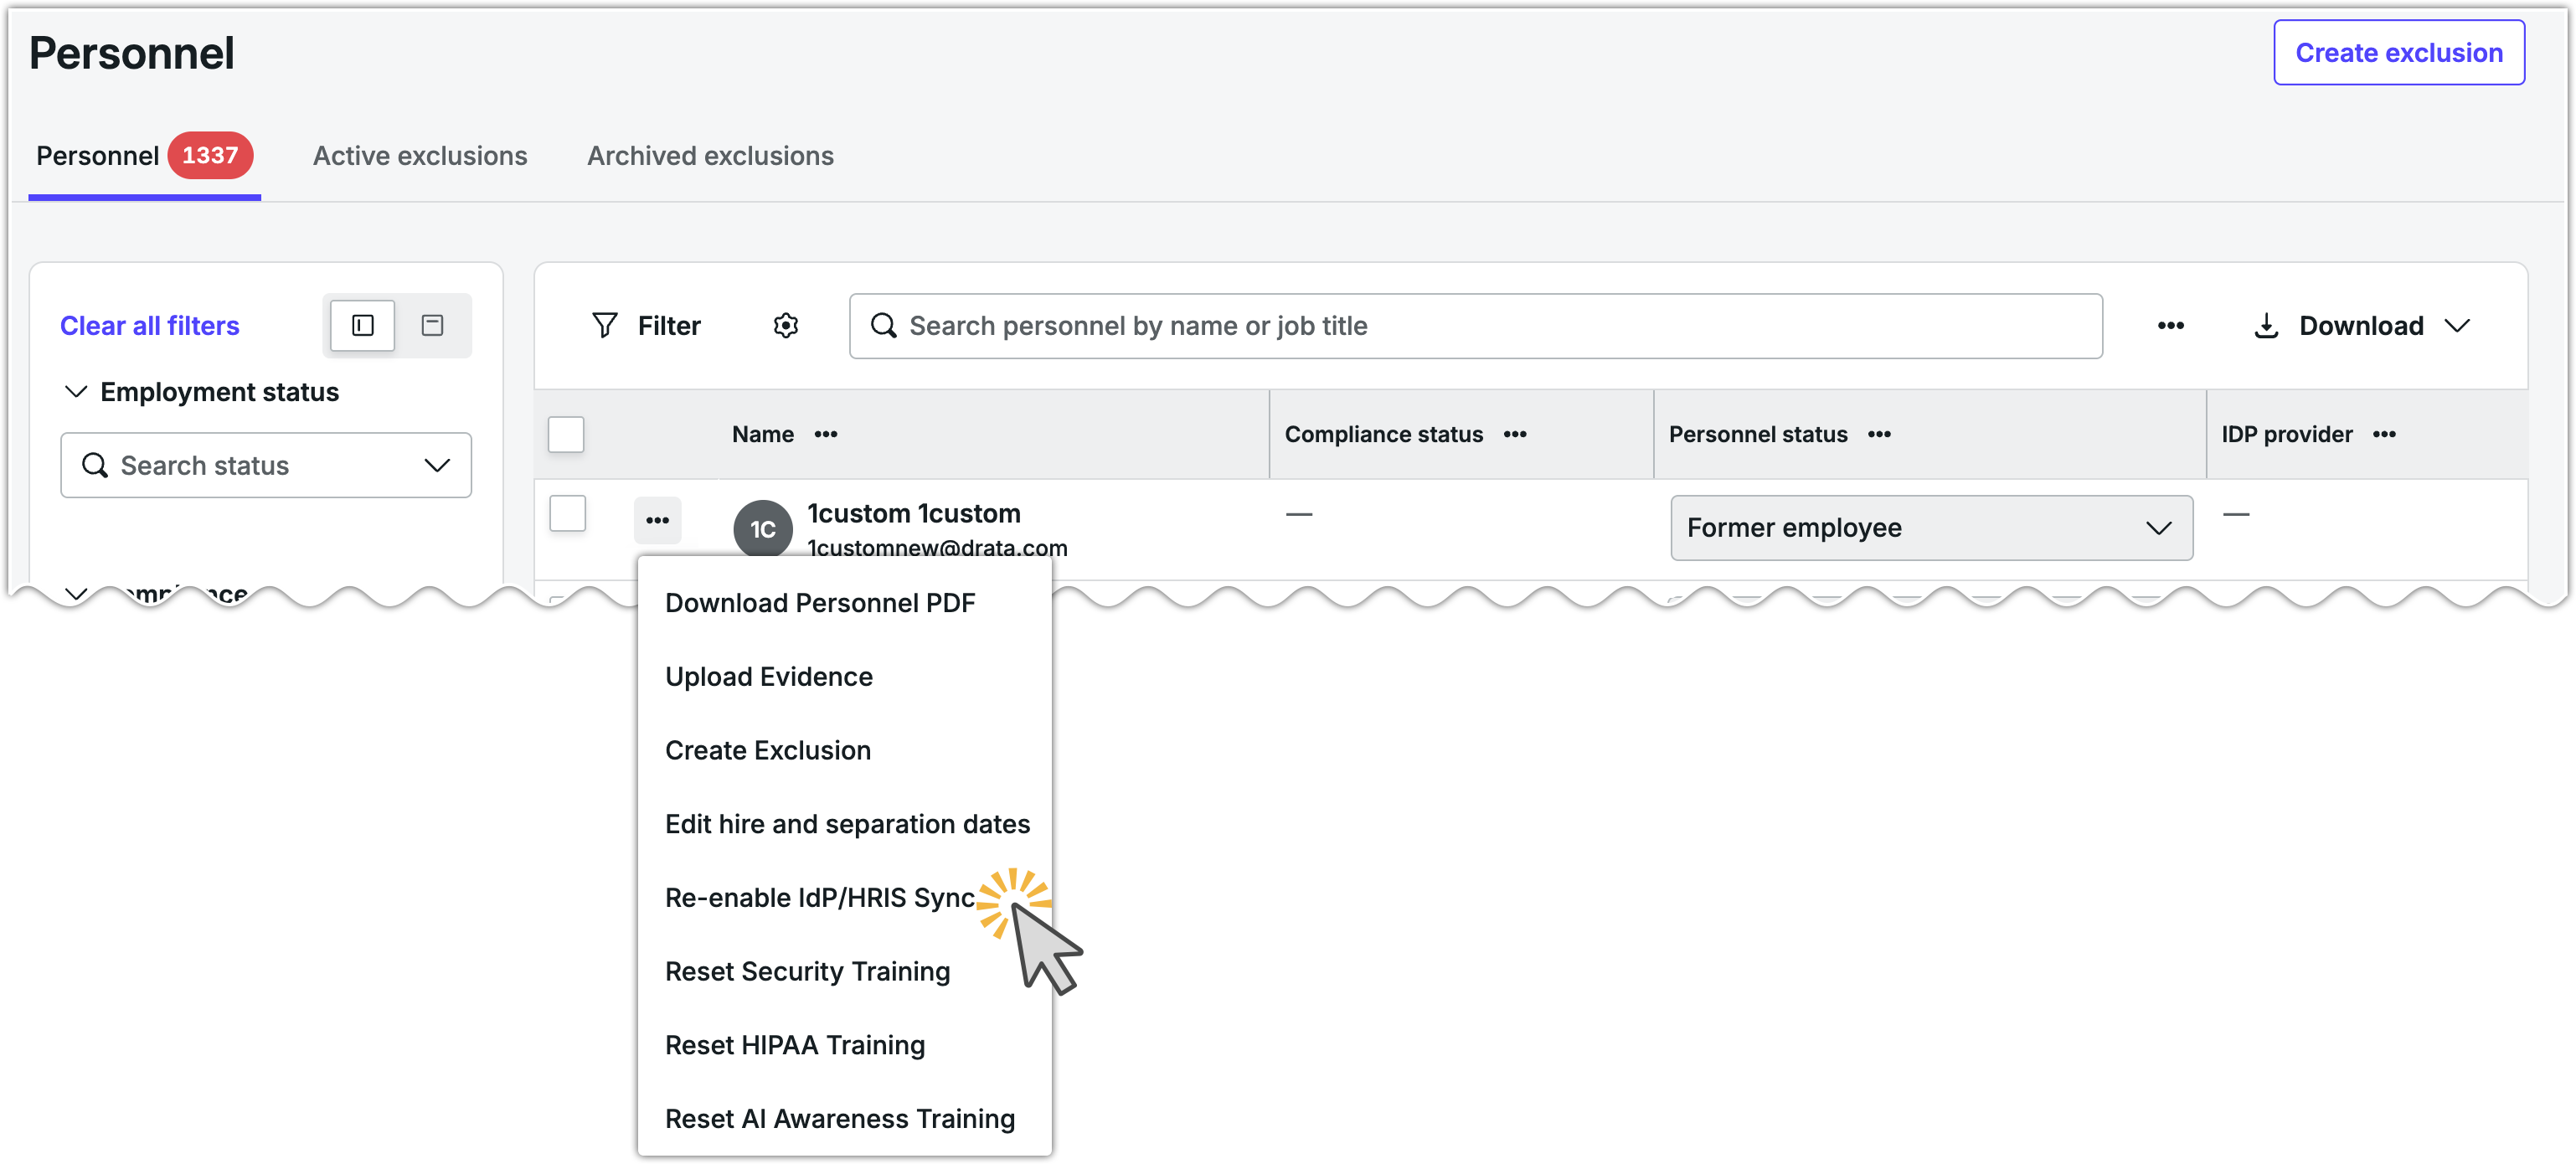 Personnel
Create exclusion
Personnel 1337 Active exclusions Archived exclusions
Clear all filters
Employment status
Search status
Filter Search personnel by name or job title Download
Name Compliance status Personnel status IDP provider
1C 1custom 1custom — Former employee —
1customnew@drata.com
Download Personnel PDF
Upload Evidence
Create Exclusion
Edit hire and separation dates
Re-enable IdP/HRIS Sync
Reset Security Training
Reset HIPAA Training
Reset AI Awareness Training